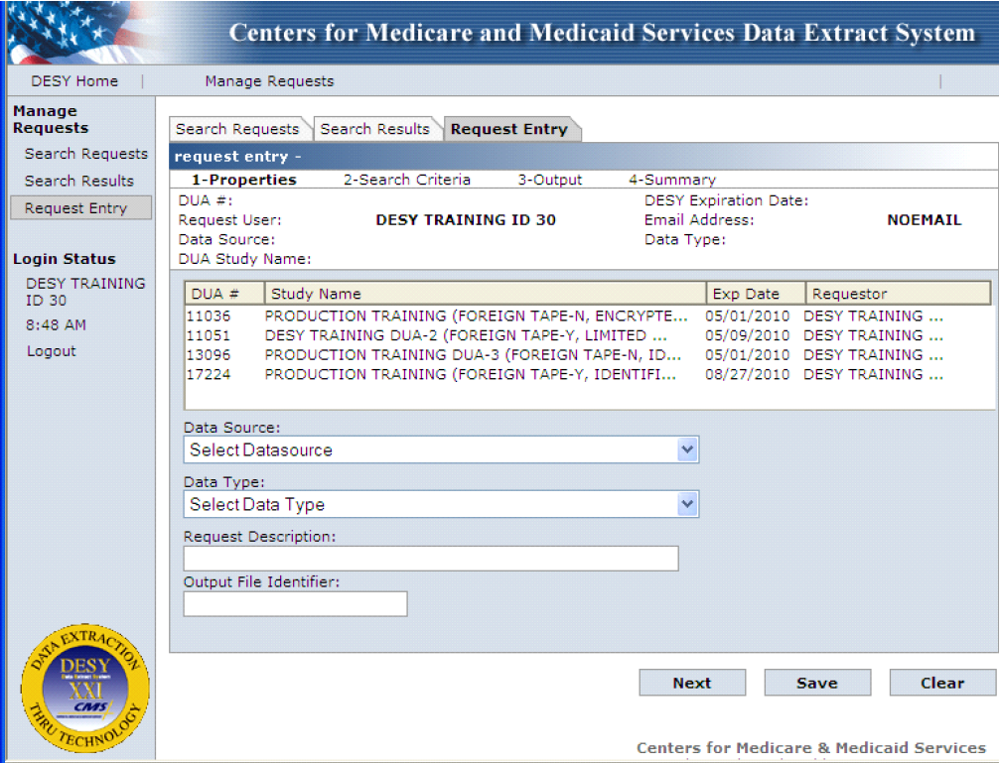 Centers for Medicare and Medicaid Services Data Extract System
DESY Home | Manage Requests |
Manage
Requests
Search Requests
Search Results
Request Entry
Login Status
DESY TRAINING
ID 30
8:48 AM
Logout
Search Requests Search Results Request Entry
request entry -
1-Properties 2-Search Criteria 3-Output 4-Summary
DUA #: DESY Expiration Date:
Request User: DESY TRAINING ID 30 Email Address: NOEMAIL
Data Source: Data Type:
DUA Study Name:
DUA # Study Name Exp Date Requestor
11036 PRODUCTION TRAINING (FOREIGN TAPE-N, ENCRYPTE... 05/01/2010 DESY TRAINING ...
11051 DESY TRAINING DUA-2 (FOREIGN TAPE-Y, LIMITED ... 05/09/2010 DESY TRAINING ...
13096 PRODUCTION TRAINING DUA-3 (FOREIGN TAPE-N, ID... 05/01/2010 DESY TRAINING ...
17224 PRODUCTION TRAINING (FOREIGN TAPE-Y, IDENTIFI... 08/27/2010 DESY TRAINING ...
Data Source:
Select Datasource
Data Type:
Select Data Type
Request Description:
Output File Identifier:
Next Save Clear
DATA EXTRACTION
DESY
Data Extract System
XXI
CMS
THRU TECHNOLOGY
Centers for Medicare & Medicaid Services